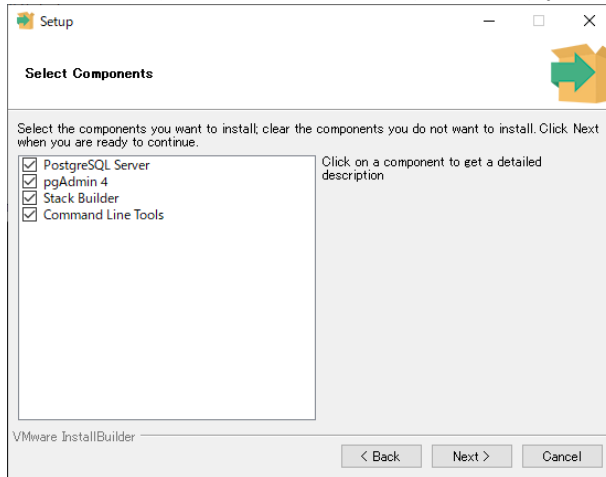 Setup
Select Components
Select the components you want to install; clear the components you do not want to install. Click Next
when you are ready to continue.
PostgreSQL Server
pgAdmin 4
Stack Builder
Command Line Tools
Click on a component to get a detailed
description
VMware InstallBuilder
< Back
Next >
Cancel